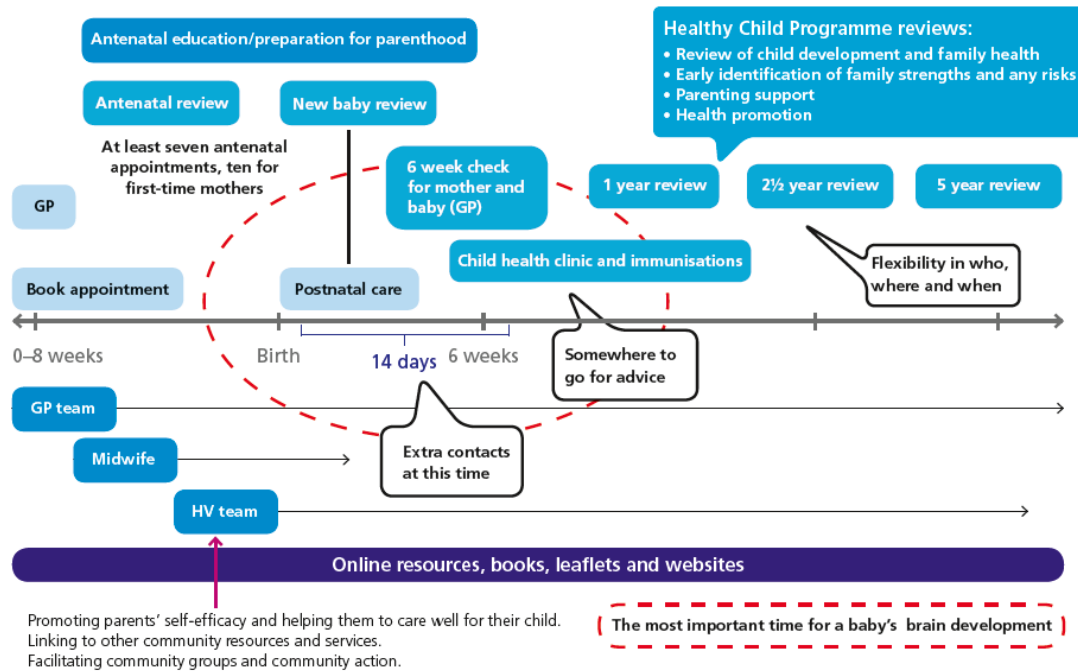 Antenatal education/preparation for parenthood
Healthy Child Programme reviews:
• Review of child development and family health
• Early identification of family strengths and any risks
• Parenting support
• Health promotion
Antenatal review
New baby review
At least seven antenatal
appointments, ten for
first-time mothers
6 week check
for mother and
baby (GP)
1 year review
2½ year review
5 year review
GP
Child health clinic and immunisations
Flexibility in who,
where and when
Book appointment
Postnatal care
0–8 weeks
Birth
14 days
6 weeks
Somewhere to
go for advice
GP team
Extra contacts
at this time
Midwife
HV team
Online resources, books, leaflets and websites
Promoting parents' self-efficacy and helping them to care well for their child.
Linking to other community resources and services.
Facilitating community groups and community action.
The most important time for a baby's brain development